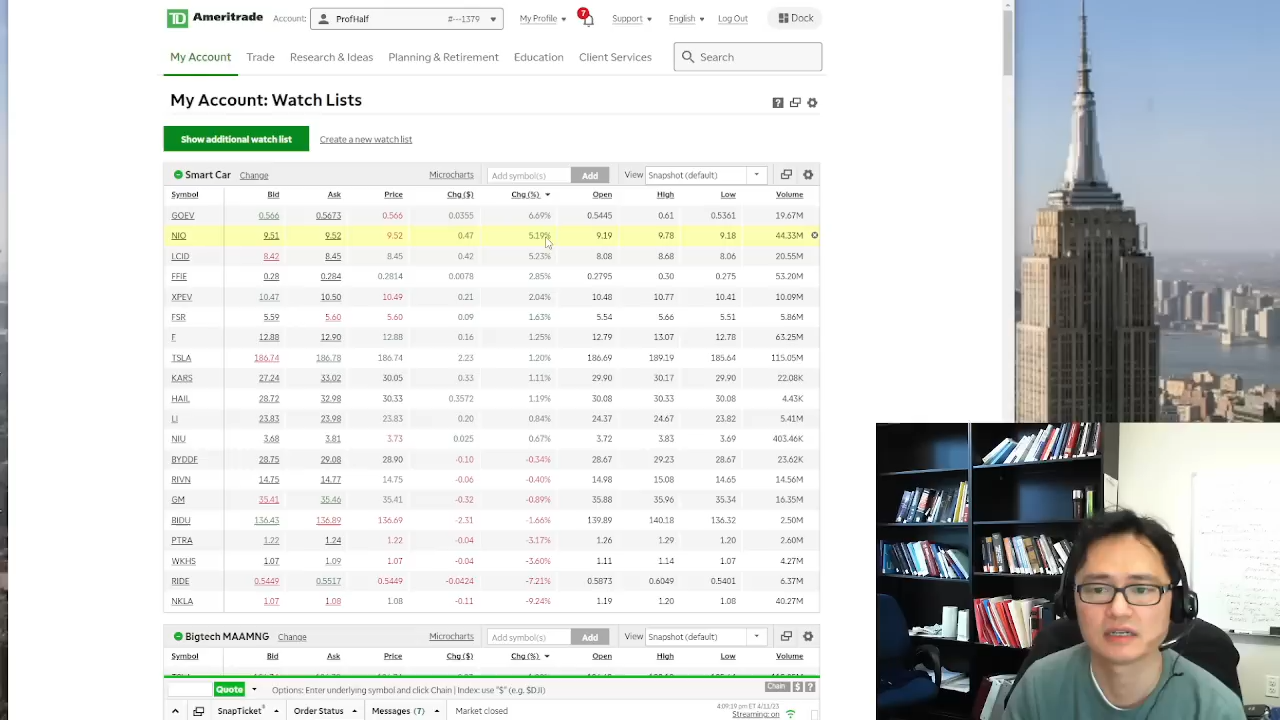 TD Ameritrade Account: ProfHalf #---1379 My Profile 7 Support English Log Out Dock
My Account Trade Research & Ideas Planning & Retirement Education Client Services Search
My Account: Watch Lists
Show additional watch list Create a new watch list
Smart Car Change Microcharts Add symbol(s) Add View Snapshot (default)
Symbol Bid Ask Price Chg ($) Chg (%) Open High Low Volume
GOEV 0.566 0.5673 0.566 0.0355 6.69% 0.5445 0.61 0.5361 19.67M
NIO 9.51 9.52 9.52 0.47 5.19% 9.19 9.78 9.18 44.33M
LCID 8.42 8.45 8.45 0.42 5.23% 8.08 8.68 8.06 20.55M
FFIE 0.28 0.284 0.2814 0.0078 2.85% 0.2795 0.30 0.275 53.20M
XPEV 10.47 10.50 10.49 0.21 2.04% 10.48 10.77 10.41 10.09M
FSR 5.59 5.60 5.60 0.09 1.63% 5.54 5.66 5.51 5.86M
F 12.88 12.90 12.88 0.16 1.25% 12.79 13.07 12.78 63.25M
TSLA 186.74 186.78 186.74 2.23 1.20% 186.69 189.19 185.64 115.05M
KARS 27.24 33.02 30.05 0.33 1.11% 29.90 30.17 29.90 22.08K
HAIL 28.72 32.98 30.33 0.3572 1.19% 30.08 30.33 30.08 4.43K
LI 23.83 23.98 23.83 0.20 0.84% 24.37 24.67 23.82 5.41M
NIU 3.68 3.81 3.73 0.025 0.67% 3.72 3.83 3.69 403.46K
BYDDF 28.75 29.08 28.90 -0.10 -0.34% 28.67 29.23 28.67 23.62K
RIVN 14.75 14.77 14.75 -0.06 -0.40% 14.98 15.08 14.65 14.56M
GM 35.41 35.46 35.41 -0.32 -0.89% 35.88 35.96 35.34 16.35M
BIDU 136.43 136.89 136.69 -2.31 -1.66% 139.89 140.18 136.32 2.50M
PTRA 1.22 1.24 1.22 -0.04 -3.17% 1.26 1.29 1.20 2.60M
WKHS 1.07 1.09 1.07 -0.04 -3.60% 1.11 1.14 1.07 4.27M
RIDE 0.5449 0.5517 0.5449 -0.0424 -7.21% 0.5873 0.6049 0.5401 6.37M
NKLA 1.07 1.08 1.08 -0.11 -9.24% 1.19 1.20 1.08 40.27M
Bigtech MAAMNG Change Microcharts Add symbol(s) Add View Snapshot (default)
Symbol Bid Ask Price Chg ($) Chg (%) Open High Low Volume
Quote Options: Enter underlying symbol and click Chain | Index: use "$" (e.g. $DJI) Chain $ ?
SnapTicket® Order Status Messages (7) Market closed 4:09:19 pm ET 4/11/23
Streaming: on